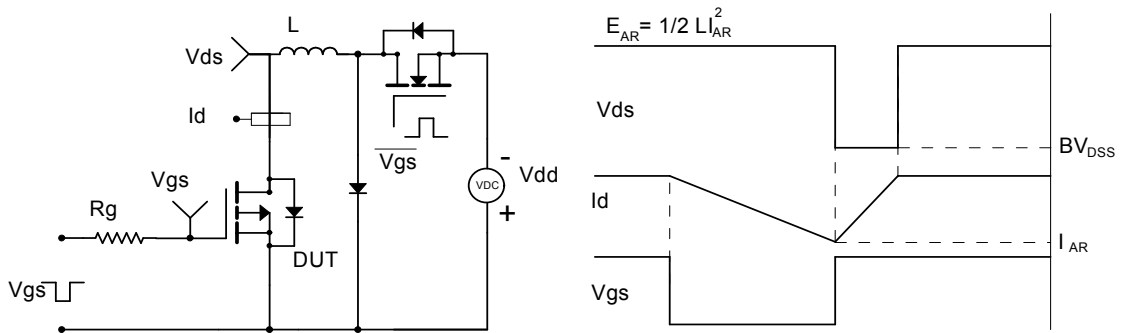 L
Vds
Id
Vgs
Vgs
Rg
DUT
Vgs
VDC
-
Vdd
+
E_AR = 1/2 LI_AR^2
Vds
BV_DSS
Id
I_AR
Vgs